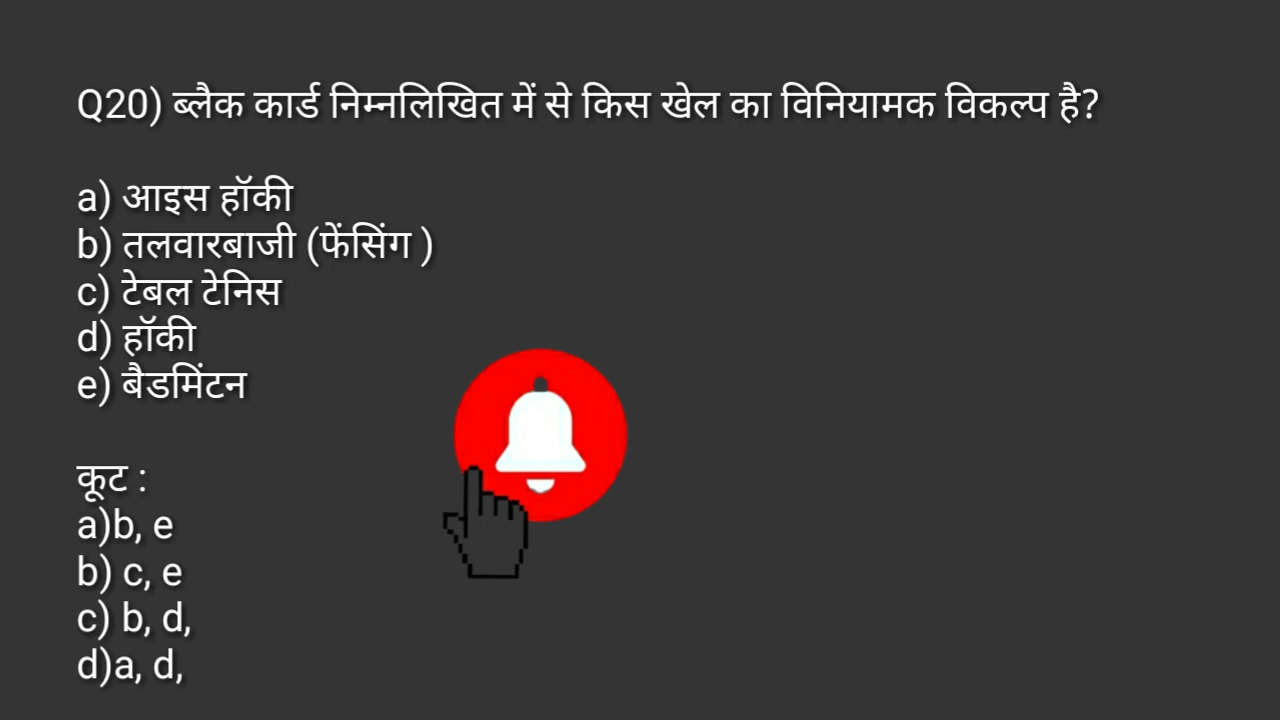 Q20) ब्लैक कार्ड निम्नलिखित में से किस खेल का विनियामक विकल्प है?
a) आइस हॉकी
b) तलवारबाजी (फेंसिंग )
c) टेबल टेनिस
d) हॉकी
e) बैडमिंटन
कूट :
a)b, e
b) c, e
c) b, d,
d)a, d,